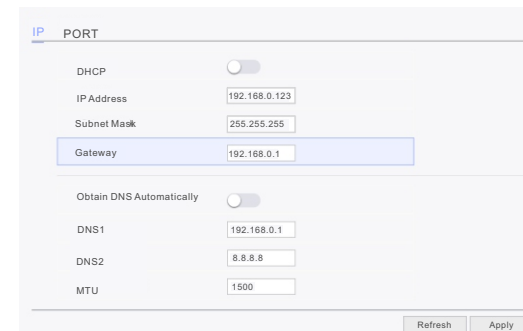 IP PORT
DHCP
IP Address 192.168.0.123
Subnet Mask 255.255.255
Gateway 192.168.0.1
Obtain DNS Automatically
DNS1 192.168.0.1
DNS2 8.8.8.8
MTU 1500
Refresh Apply